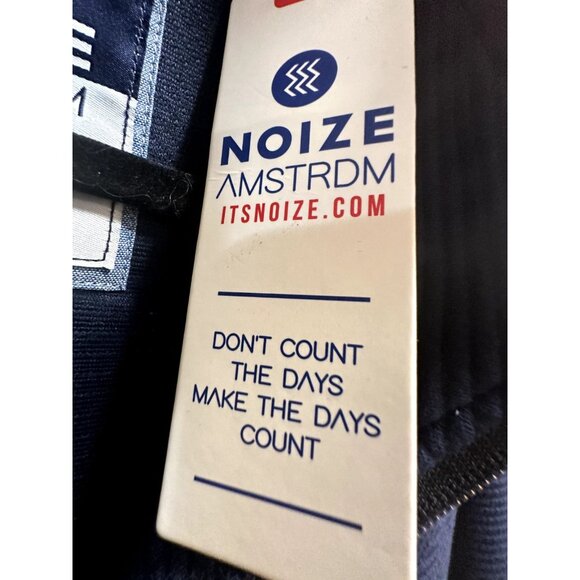 NOIZE
AMSTRDM
ITSNOIZE.COM
DON'T COUNT
THE DAYS
MAKE THE DAYS
COUNT